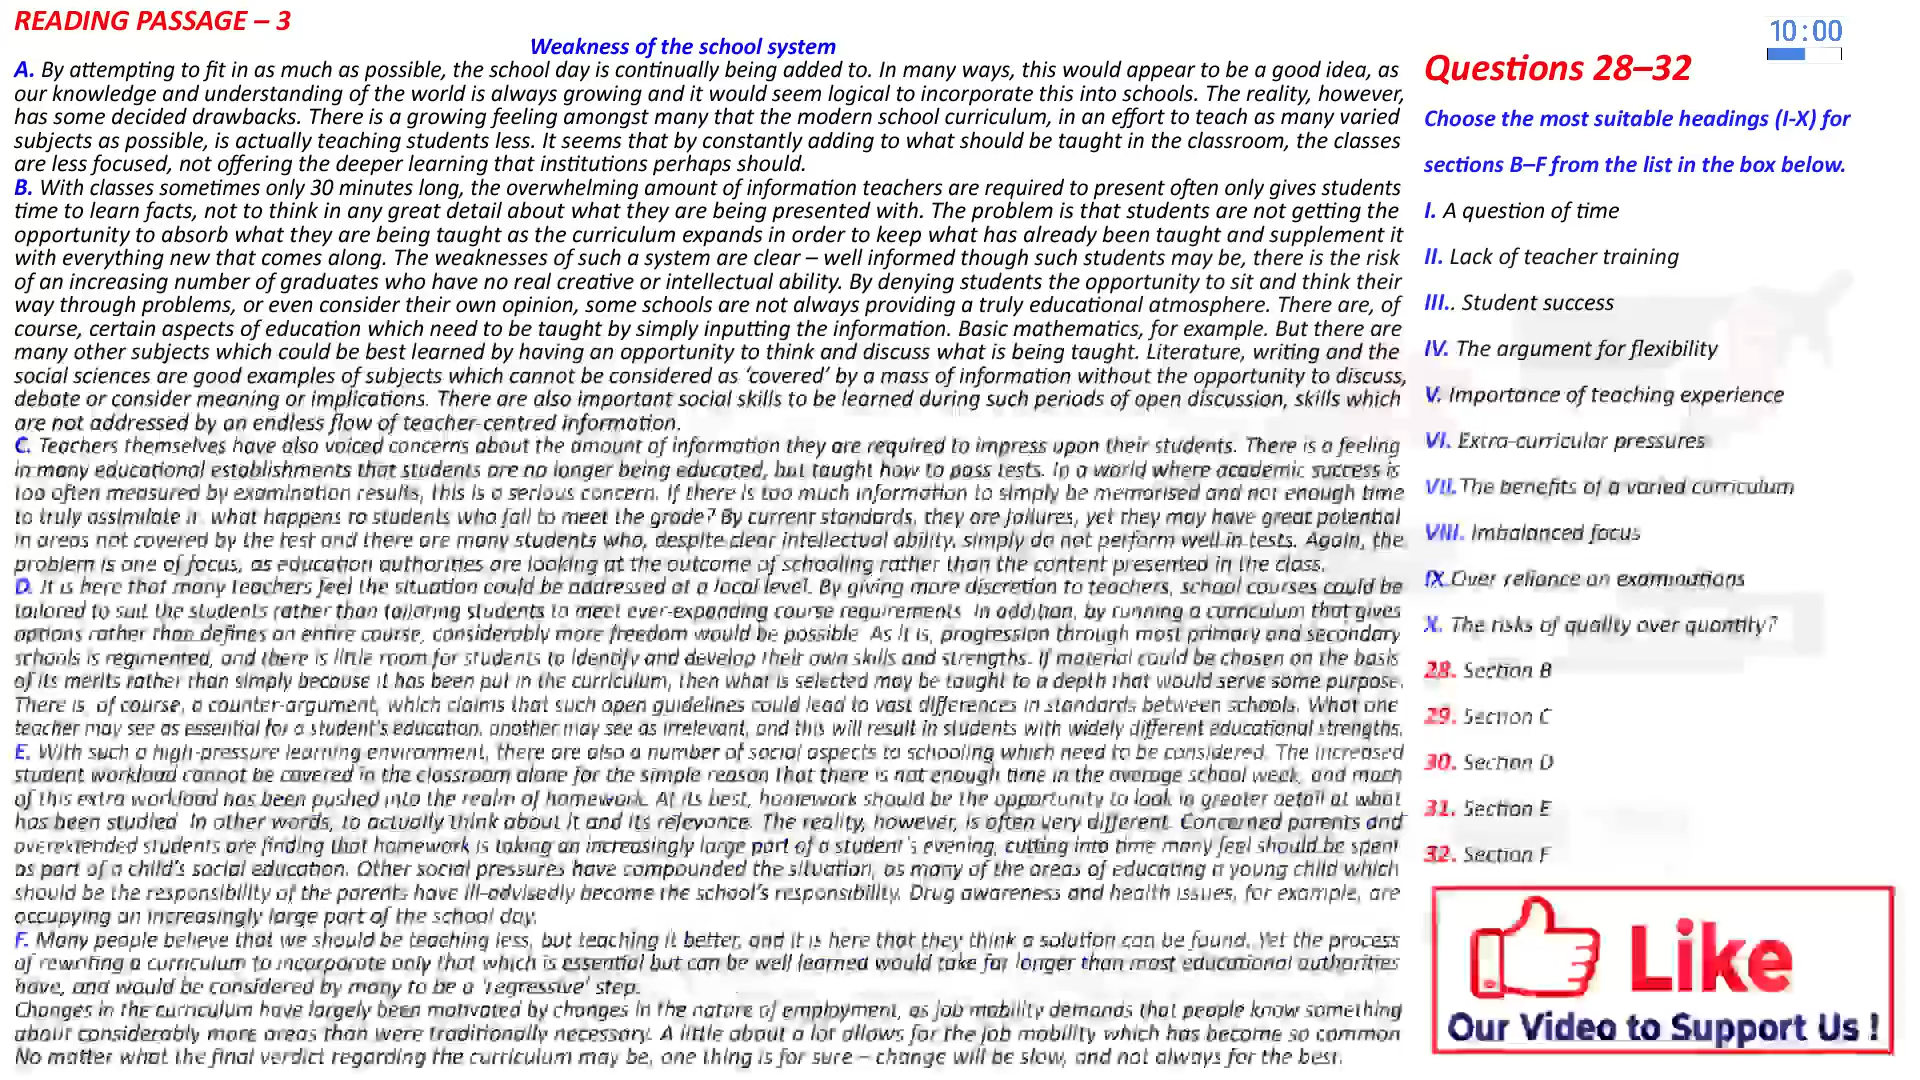 READING PASSAGE – 3
Weakness of the school system
A. By attempting to fit in as much as possible, the school day is continually being added to. In many ways, this would appear to be a good idea, as
our knowledge and understanding of the world is always growing and it would seem logical to incorporate this into schools. The reality, however,
has some decided drawbacks. There is a growing feeling amongst many that the modern school curriculum, in an effort to teach as many varied
subjects as possible, is actually teaching students less. It seems that by constantly adding to what should be taught in the classroom, the classes
are less focused, not offering the deeper learning that institutions perhaps should.
B. With classes sometimes only 30 minutes long, the overwhelming amount of information teachers are required to present often only gives students
time to learn facts, not to think in any great detail about what they are being presented with. The problem is that students are not getting the
opportunity to absorb what they are being taught as the curriculum expands in order to keep what has already been taught and supplement it
with everything new that comes along. The weaknesses of such a system are clear – well informed though such students may be, there is the risk
of an increasing number of graduates who have no real creative or intellectual ability. By denying students the opportunity to sit and think their
way through problems, or even consider their own opinion, some schools are not always providing a truly educational atmosphere. There are, of
course, certain aspects of education which need to be taught by simply inputting the information. Basic mathematics, for example. But there are
many other subjects which could be best learned by having an opportunity to think and discuss what is being taught. Literature, writing and the
social sciences are good examples of subjects which cannot be considered as ‘covered’ by a mass of information without the opportunity to discuss,
debate or consider meaning or implications. There are also important social skills to be learned during such periods of open discussion, skills which
are not addressed by an endless flow of teacher-centred information.
C. Teachers themselves have also voiced concerns about the amount of information they are required to impress upon their students. There is a feeling
in many educational establishments that students are no longer being educated, but taught how to pass tests. In a world where academic success is
too often measured by examination results, this is a serious concern. If there is too much information to simply be memorised and not enough time
to truly assimilate it, what happens to students who fail to meet the grade? By current standards, they are failures, yet they may have great potential
in areas not covered by the test and there are many students who, despite clear intellectual ability, simply do not perform well in tests. Again, the
problem is one of focus, as education authorities are looking at the outcome of schooling rather than the content presented in the class.
D. It is here that many teachers feel the situation could be addressed at a local level. By giving more discretion to teachers, school courses could be
tailored to suit the students rather than tailoring students to meet ever-expanding course requirements. In addition, by running a curriculum that gives
options rather than defines an entire course, considerably more freedom would be possible. As it is, progression through most primary and secondary
schools is regimented, and there is little room for students to identify and develop their own skills and strengths. If material could be chosen on the basis
of its merits rather than simply because it has been put in the curriculum, then what is selected may be taught to a depth that would serve some purpose.
There is, of course, a counter-argument, which claims that such open guidelines could lead to vast differences in standards between schools. What one
teacher may see as essential for a student's education, another may see as irrelevant, and this will result in students with widely different educational strengths.
E. With such a high-pressure learning environment, there are also a number of social aspects to schooling which need to be considered. The increased
student workload cannot be covered in the classroom alone for the simple reason that there is not enough time in the average school week, and much
of this extra workload has been pushed into the realm of homework. At its best, homework should be the opportunity to look in greater detail at what
has been studied. In other words, to actually think about it and its relevance. The reality, however, is often very different. Concerned parents and
overextended students are finding that homework is taking an increasingly large part of a student's evening, cutting into time many feel should be spent
as part of a child's social education. Other social pressures have compounded the situation, as many of the areas of educating a young child which
should be the responsibility of the parents have ill-advisedly become the school's responsibility. Drug awareness and health issues, for example, are
occupying an increasingly large part of the school day.
F. Many people believe that we should be teaching less, but teaching it better, and it is here that they think a solution can be found. Yet the process
of rewriting a curriculum to incorporate only that which is essential but can be well learned would take far longer than most educational authorities
have, and would be considered by many to be a 'regressive' step.
Changes in the curriculum have largely been motivated by changes in the nature of employment, as job mobility demands that people know something
about considerably more areas than were traditionally necessary. A little about a lot allows for the job mobility which has become so common
No matter what the final verdict regarding the curriculum may be, one thing is for sure – change will be slow, and not always for the best.
10:00
Questions 28–32
Choose the most suitable headings (I-X) for
sections B–F from the list in the box below.
I. A question of time
II. Lack of teacher training
III.. Student success
IV. The argument for flexibility
V. Importance of teaching experience
VI. Extra-curricular pressures
VII. The benefits of a varied curriculum
VIII. Imbalanced focus
IX. Over reliance on examinations
X. The risks of quality over quantity?
28. Section B
29. Section C
30. Section D
31. Section E
32. Section F
Like
Our Video to Support Us !